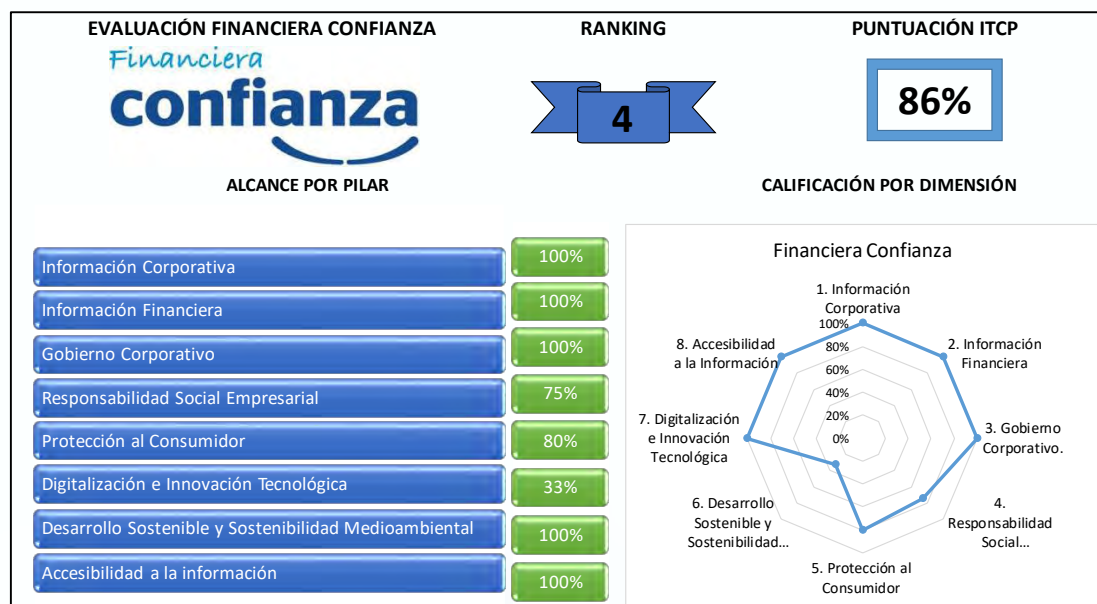 EVALUACIÓN FINANCIERA CONFIANZA
RANKING
PUNTUACIÓN ITCP
Financiera
confianza
4
86%
ALCANCE POR PILAR
CALIFICACIÓN POR DIMENSIÓN
Información Corporativa
100%
Información Financiera
100%
Gobierno Corporativo
100%
Responsabilidad Social Empresarial
75%
Protección al Consumidor
80%
Digitalización e Innovación Tecnológica
33%
Desarrollo Sostenible y Sostenibilidad Medioambiental
100%
Accesibilidad a la información
100%
Financiera Confianza
1. Información
Corporativa
2. Información
Financiera
3. Gobierno
Corporativo.
4.
Responsabilidad
Social...
5. Protección al
Consumidor
6. Desarrollo
Sostenible y
Sostenibilidad...
7. Digitalización
e Innovación
Tecnológica
8. Accesibilidad
a la Información
100%
80%
60%
40%
20%
0%